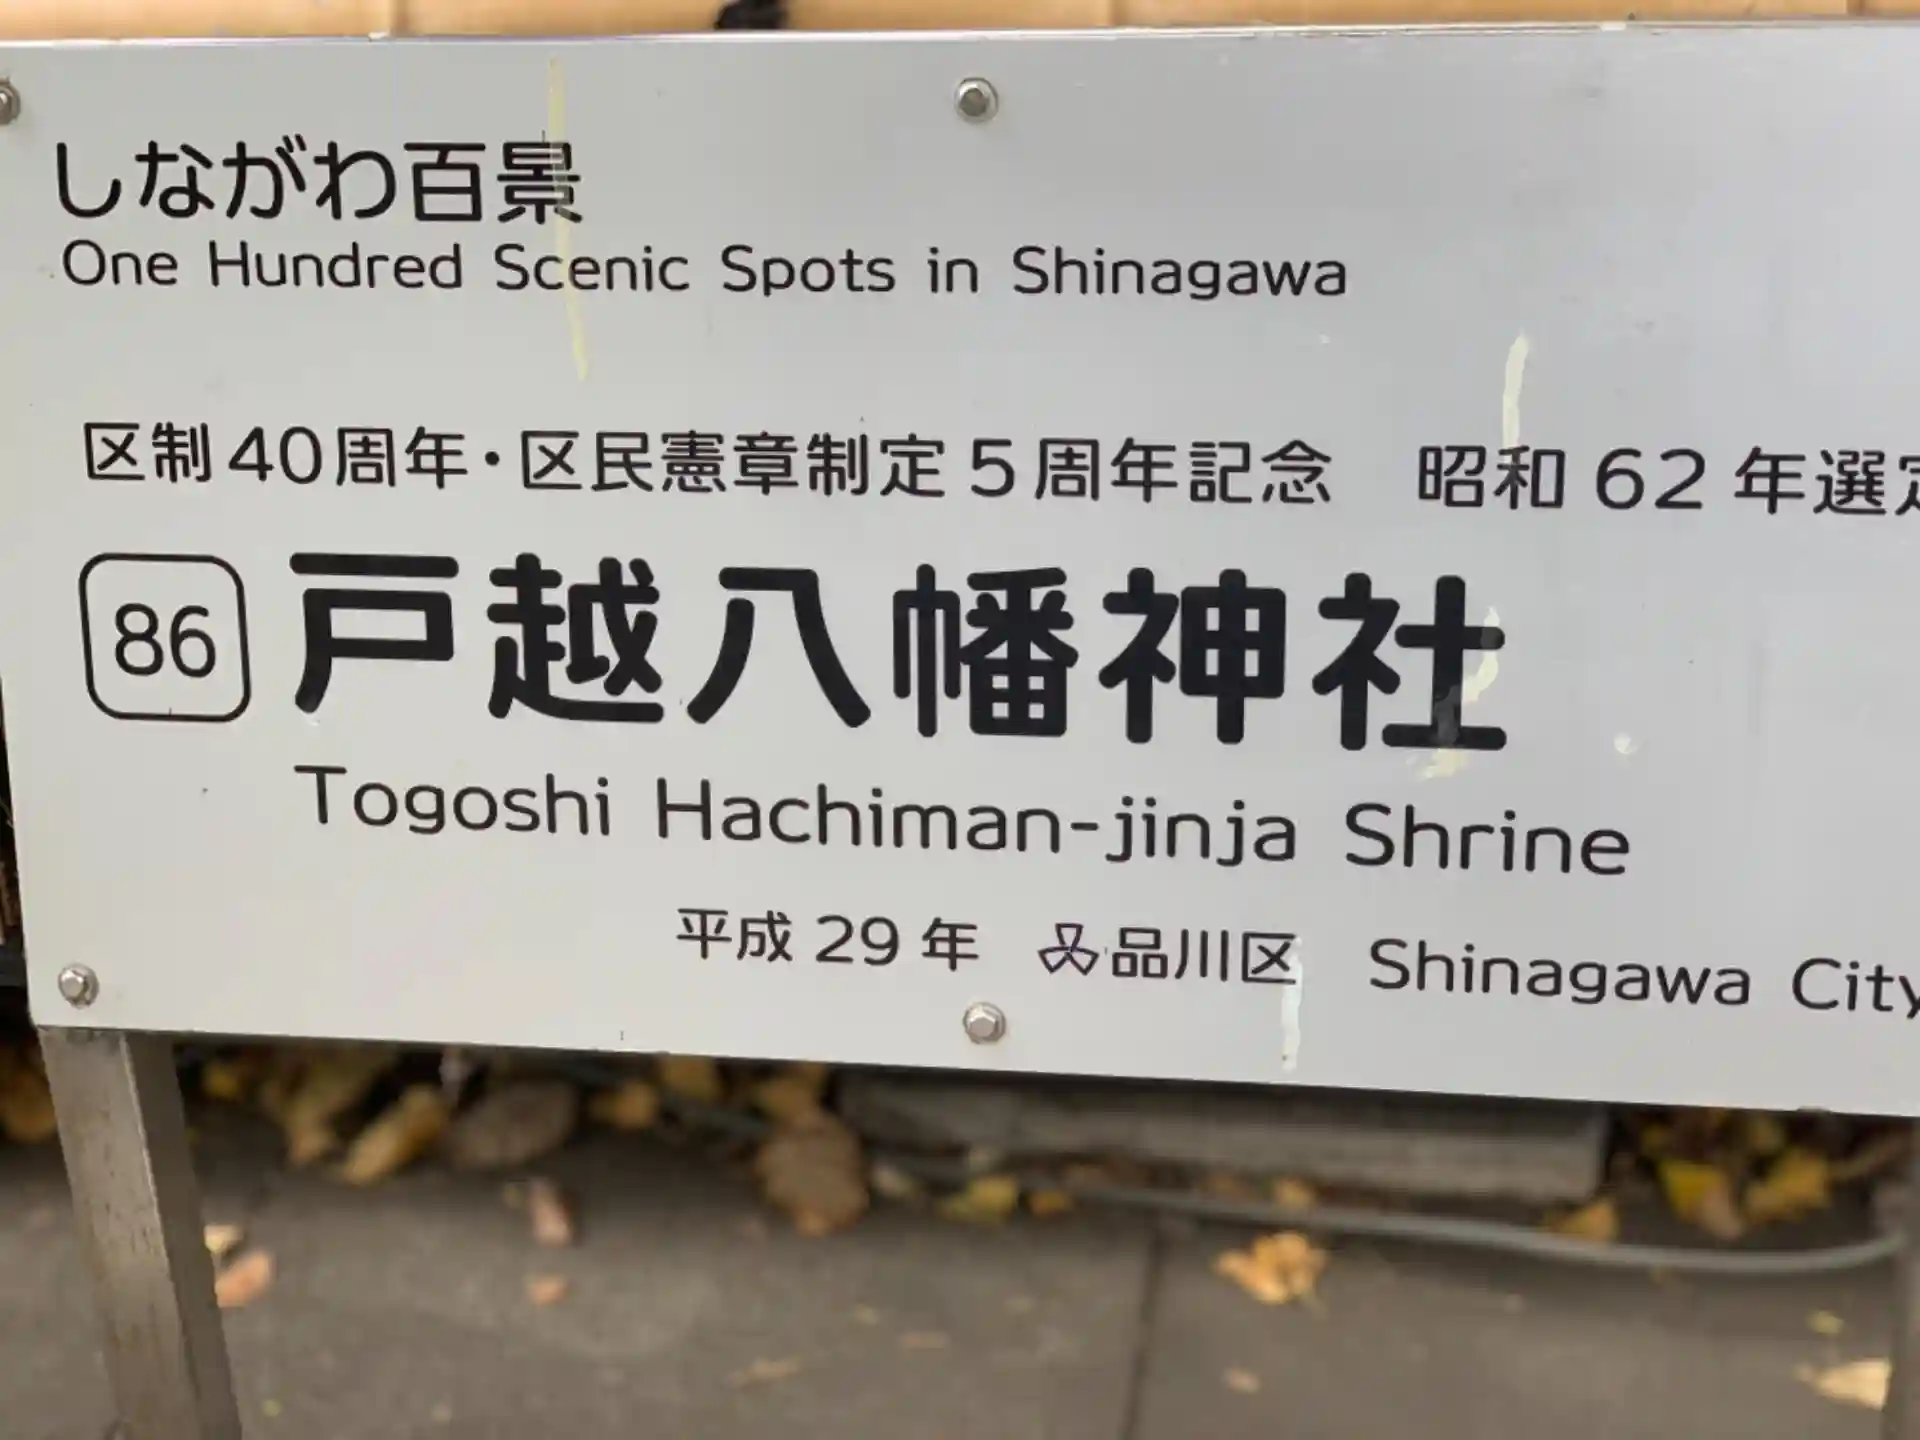 しながわ百景
One Hundred Scenic Spots in Shinagawa
区制40周年・区民憲章制定5周年記念　昭和62年選定
86 戸越八幡神社
Togoshi Hachiman-jinja Shrine
平成29年 品川区 Shinagawa City